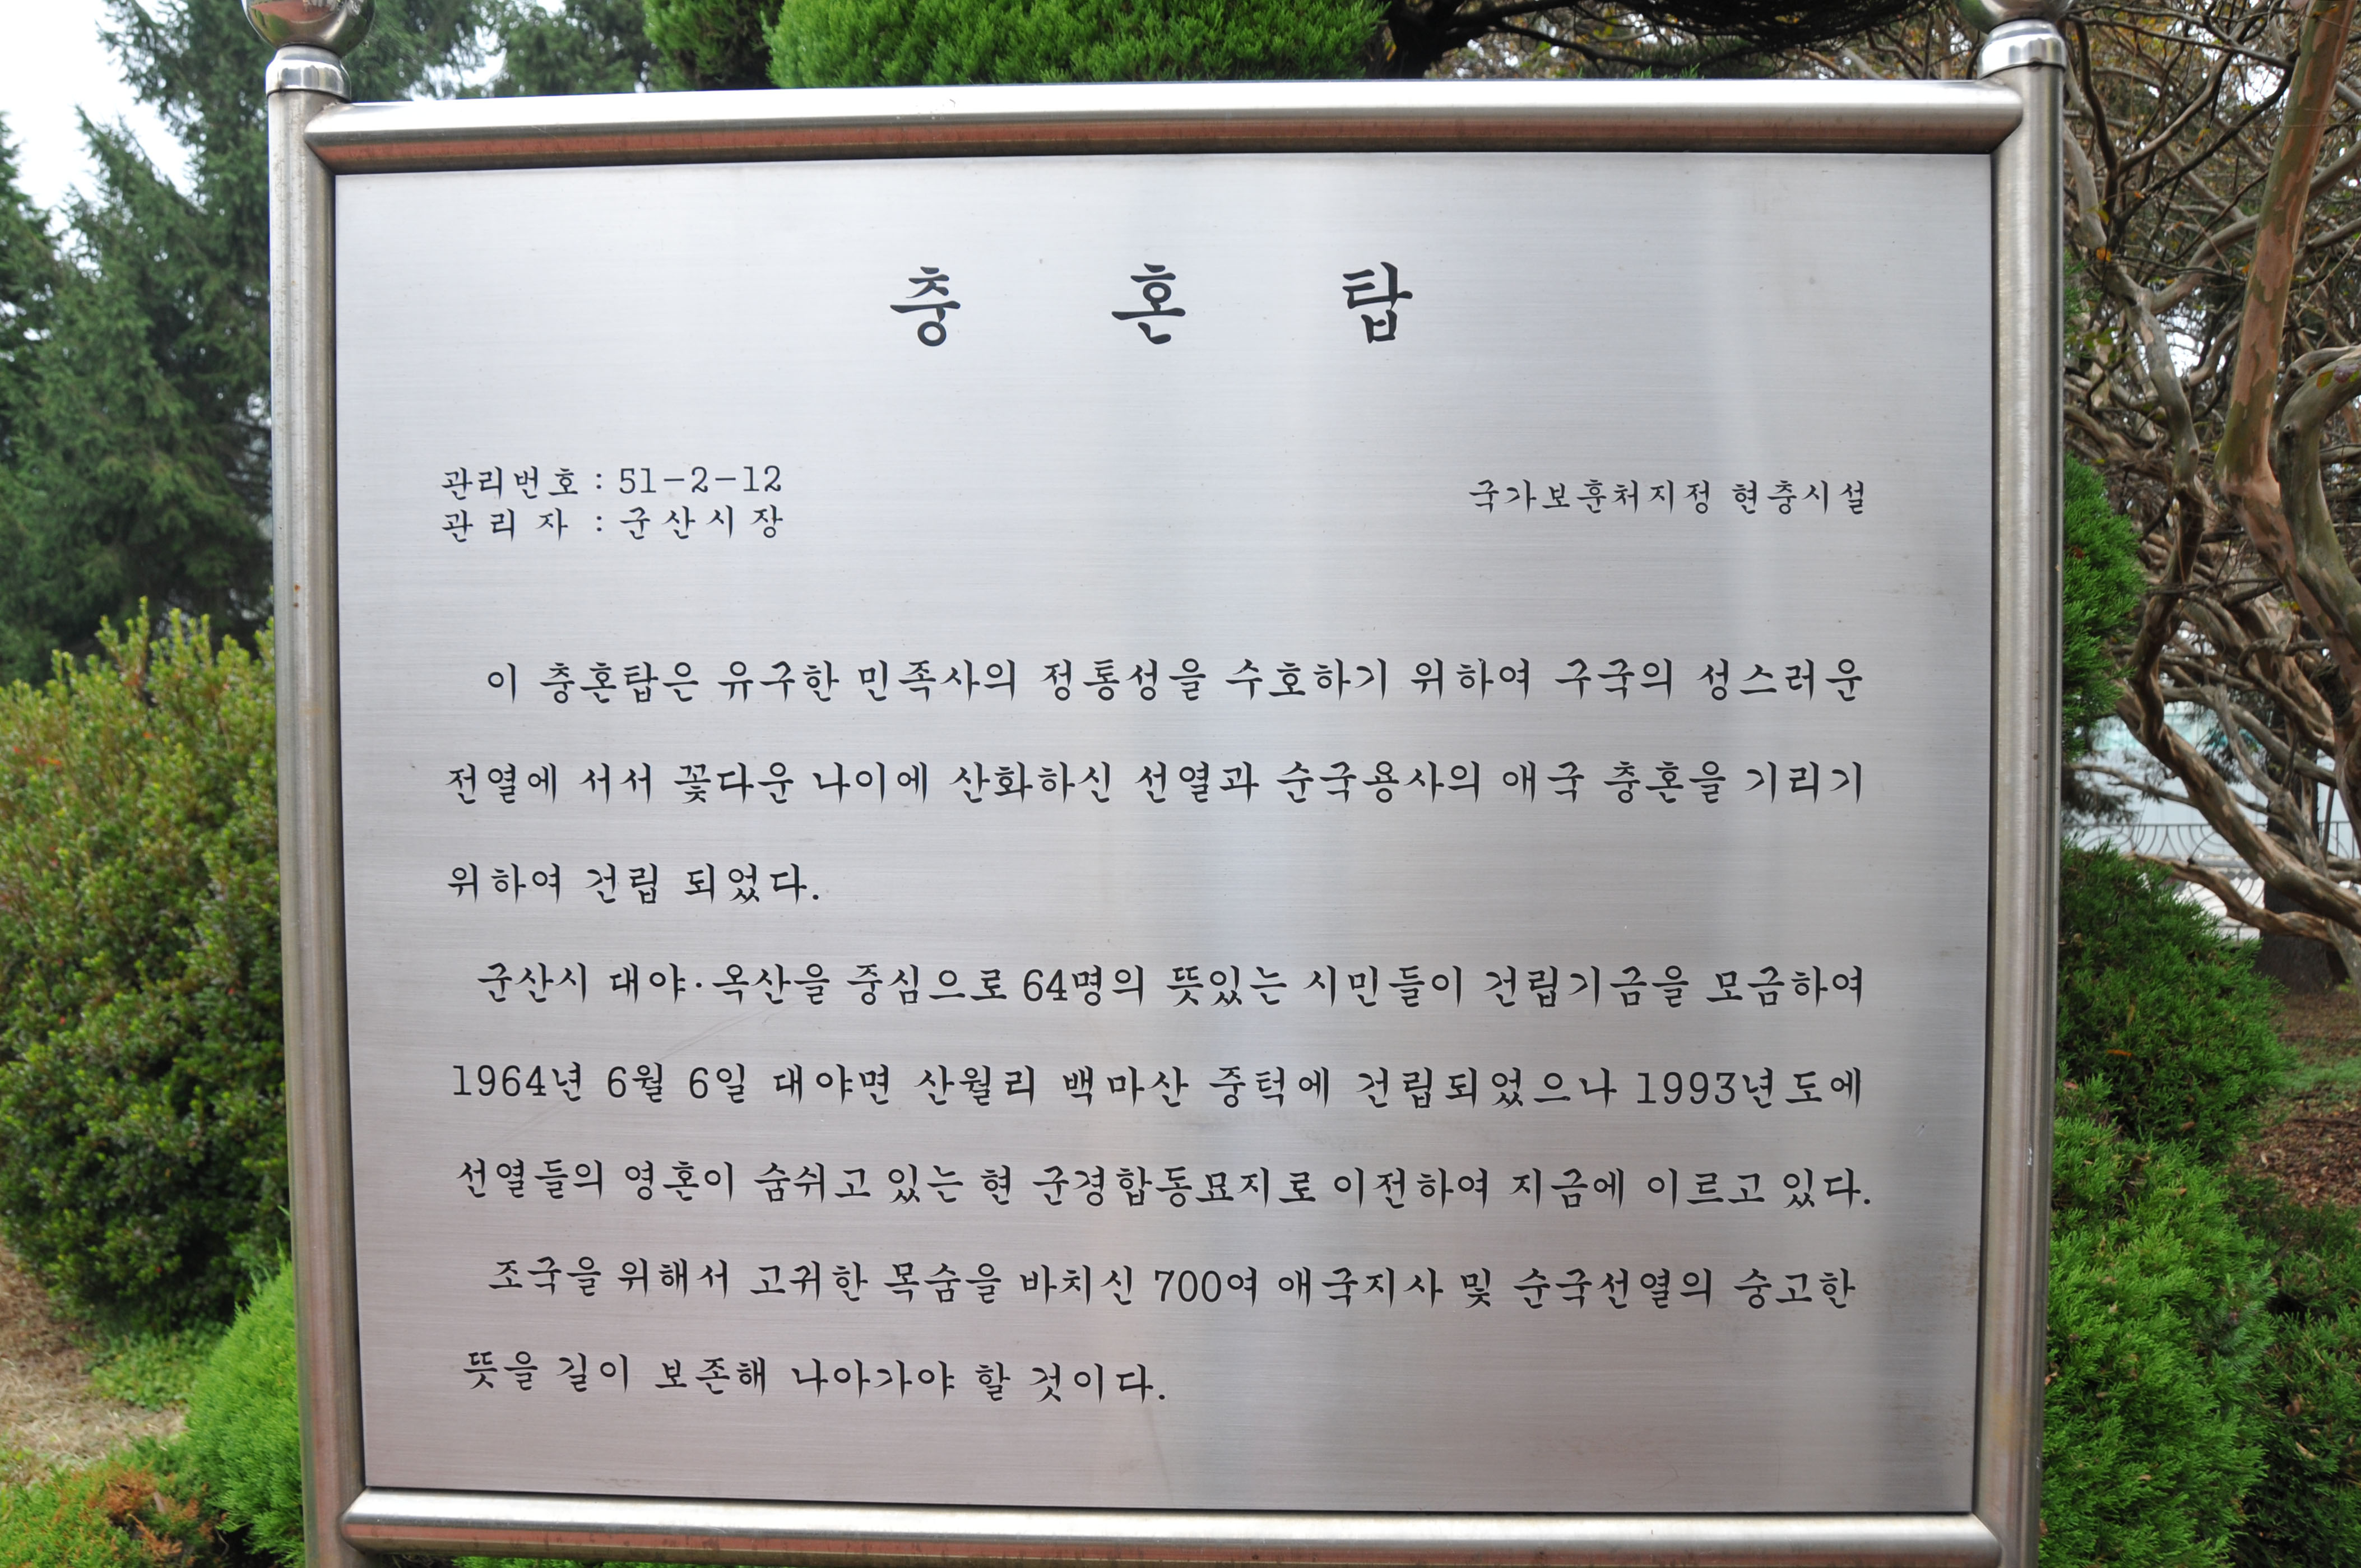 충 혼 탑
관리번호 : 51-2-12
관 리 자 : 군산시장
국가보훈처지정 현충시설
이 충혼탑은 유구한 민족사의 정통성을 수호하기 위하여 구국의 성스러운
전열에 서서 꽃다운 나이에 산화하신 선열과 순국용사의 애국 충혼을 기리기
위하여 건립 되었다.
군산시 대야·옥산을 중심으로 64명의 뜻있는 시민들이 건립기금을 모금하여
1964년 6월 6일 대야면 산월리 백마산 중턱에 건립되었으나 1993년도에
선열들의 영혼이 숨쉬고 있는 현 군경합동묘지로 이전하여 지금에 이르고 있다.
조국을 위해서 고귀한 목숨을 바치신 700여 애국지사 및 순국선열의 숭고한
뜻을 길이 보존해 나아가야 할 것이다.